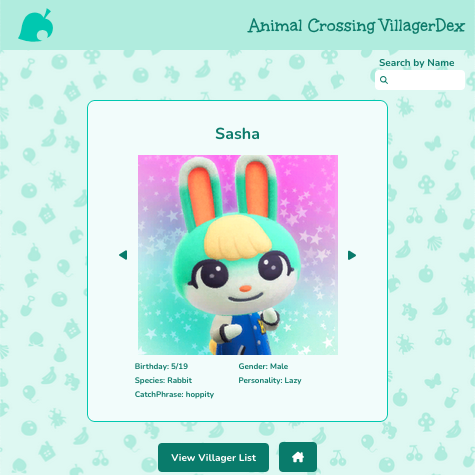 Animal Crossing VillagerDex
Search by Name
Sasha
Birthday: 5/19
Gender: Male
Species: Rabbit
Personality: Lazy
CatchPhrase: hoppity
View Villager List